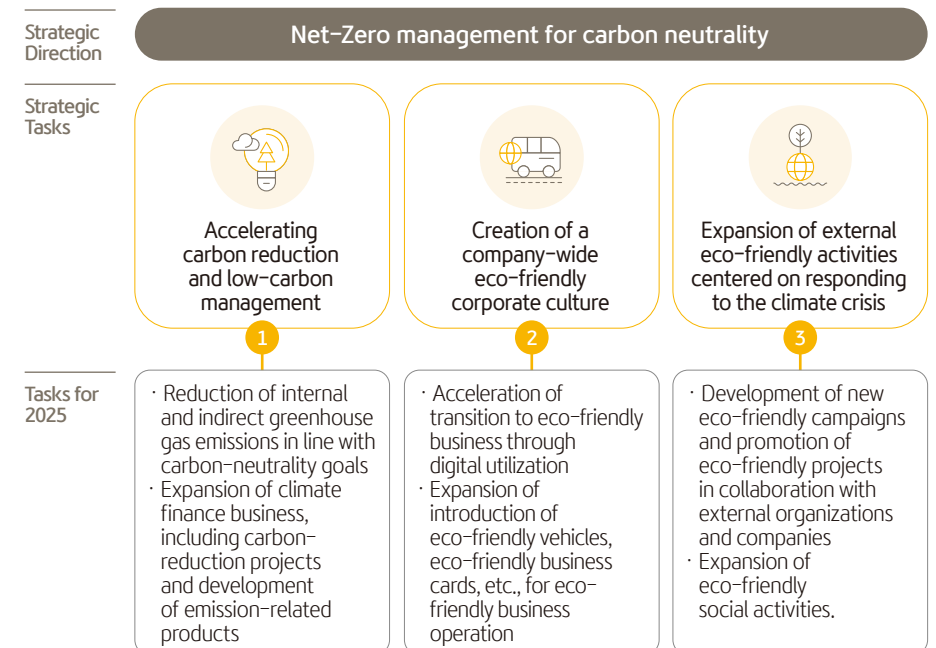 Strategic
Direction
Net-Zero management for carbon neutrality
Strategic
Tasks
Accelerating
carbon reduction
and low-carbon
management
1
Creation of a
company-wide
eco-friendly
corporate culture
2
Expansion of external
eco-friendly activities
centered on responding
to the climate crisis
3
Tasks for
2025
· Reduction of internal
and indirect greenhouse
gas emissions in line with
carbon-neutrality goals
· Expansion of climate
finance business,
including carbon-
reduction projects
and development
of emission-related
products
· Acceleration of
transition to eco-friendly
business through
digital utilization
· Expansion of
introduction of
eco-friendly vehicles,
eco-friendly business
cards, etc., for eco-
friendly business
operation
· Development of new
eco-friendly campaigns
and promotion of
eco-friendly projects
in collaboration with
external organizations
and companies
· Expansion of
eco-friendly
social activities.